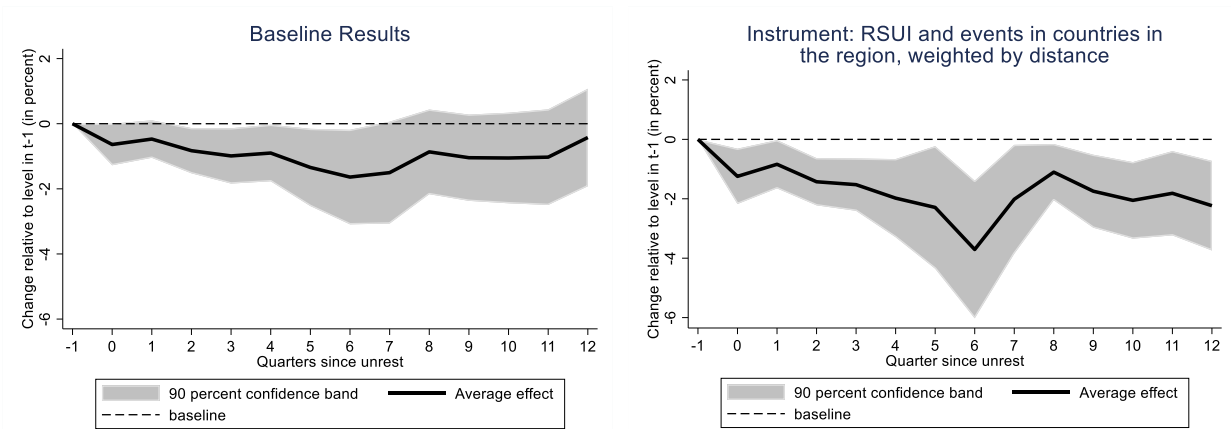 Baseline Results
Change relative to level in t-1 (in percent)
2
0
-2
-4
-6
-1 0 1 2 3 4 5 6 7 8 9 10 11 12
Quarters since unrest
90 percent confidence band
Average effect
baseline
Instrument: RSUI and events in countries in
the region, weighted by distance
Change relative to level in t-1 (in percent)
2
0
-2
-4
-6
-1 0 1 2 3 4 5 6 7 8 9 10 11 12
Quarter since unrest
90 percent confidence band
Average effect
baseline